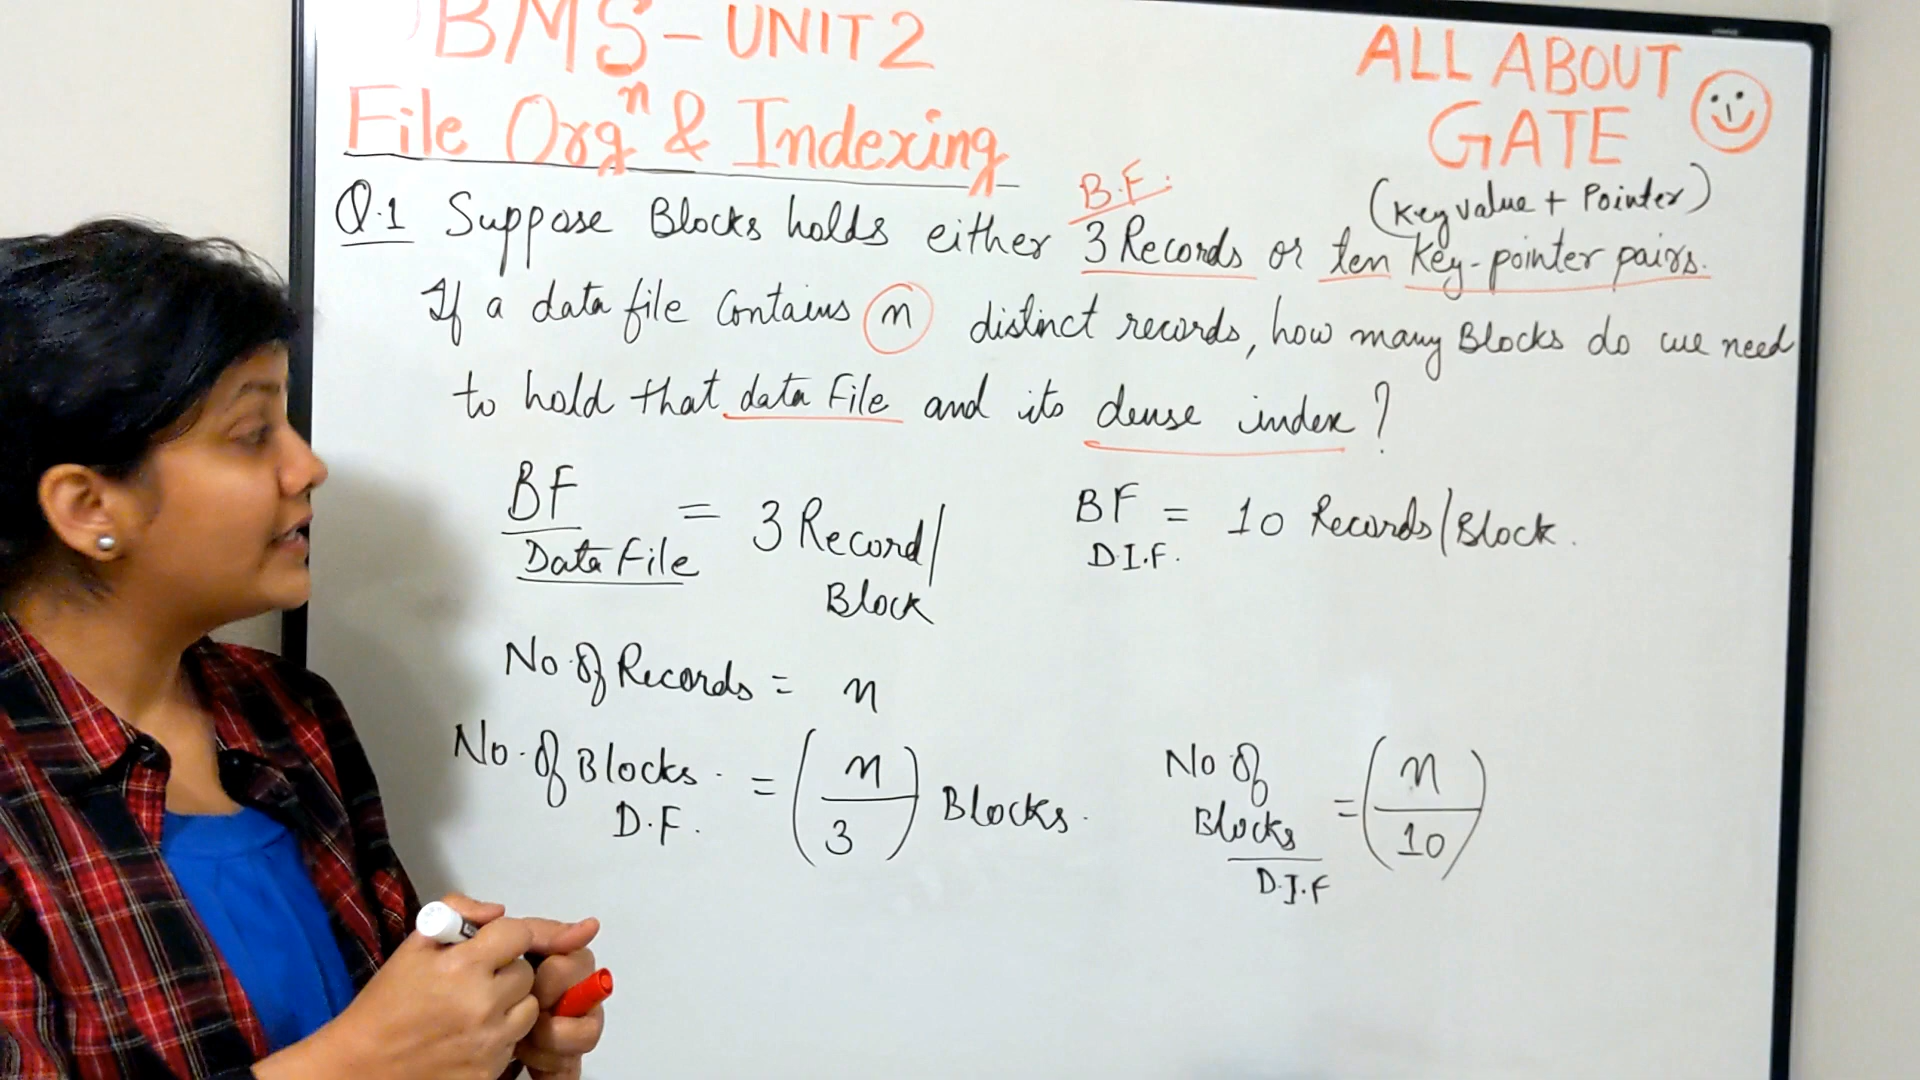 DBMS - UNIT 2
ALL ABOUT
GATE
File Orgⁿ & Indexing
B.F.
(Key value + Pointer)
Q.1 Suppose Blocks holds either 3 Records or ten Key-pointer pairs.
If a data file Contains n distinct records, how many Blocks do we need
to hold that data File and its dense index?
BF
Data File
= 3 Record/
Block
BF = 10 Records/Block.
D.I.F.
No. of Records = n
No. of Blocks D.F. = (n/3) Blocks.
No of Blocks D.I.F = (n/10)